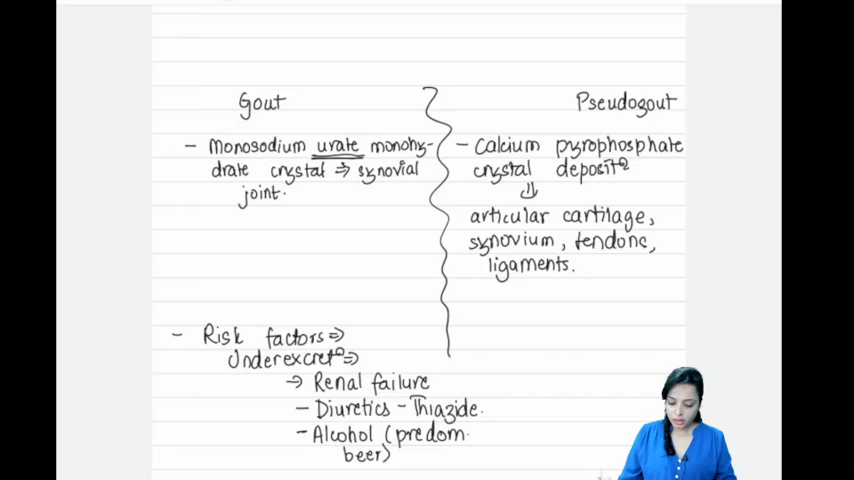 Gout
- Monosodium urate monohy-
drate crystal ⇒ synovial
joint.
Pseudogout
- Calcium pyrophosphate
crystal deposit⁰
⇓
articular cartilage,
synovium, tendons,
ligaments.
- Risk factors ⇒
Underexcret⁰ ⇒
→ Renal failure
- Diuretics - Thiazide.
- Alcohol (predom.
beer)